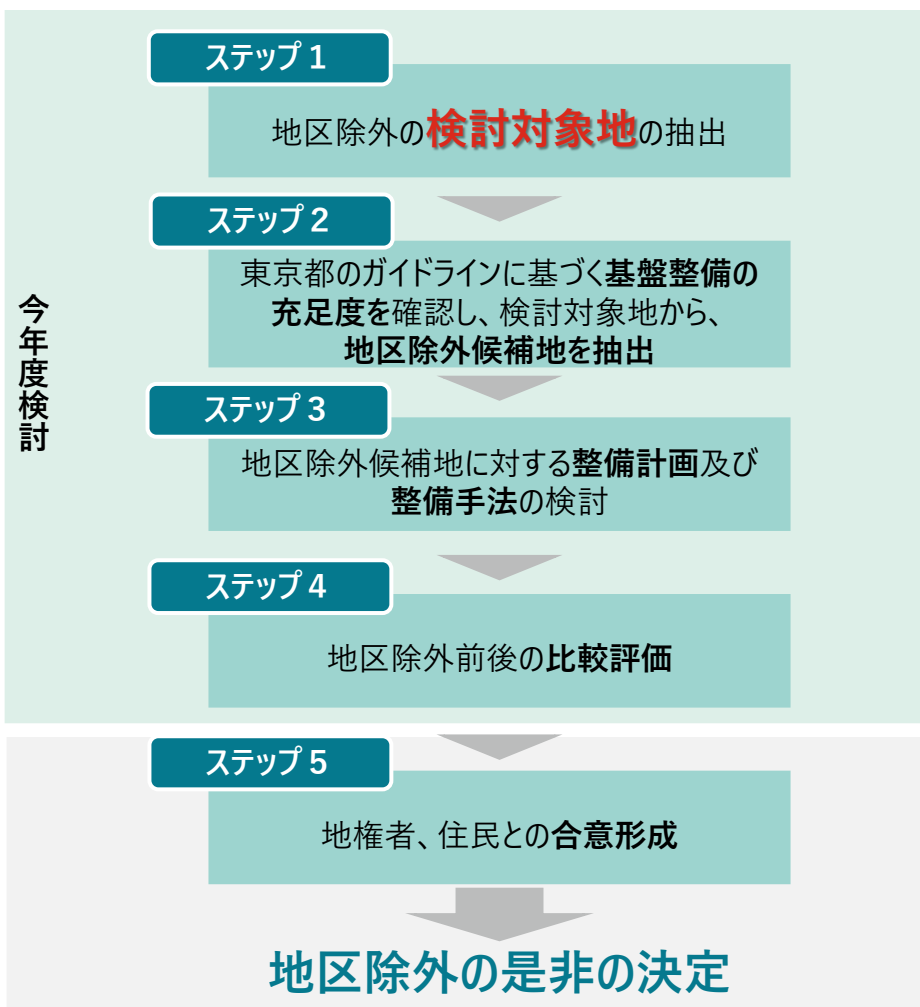 今年度検討
ステップ1
地区除外の検討対象地の抽出
ステップ2
東京都のガイドラインに基づく基盤整備の
充足度を確認し、検討対象地から、
地区除外候補地を抽出
ステップ3
地区除外候補地に対する整備計画及び
整備手法の検討
ステップ4
地区除外前後の比較評価
ステップ5
地権者、住民との合意形成
地区除外の是非の決定